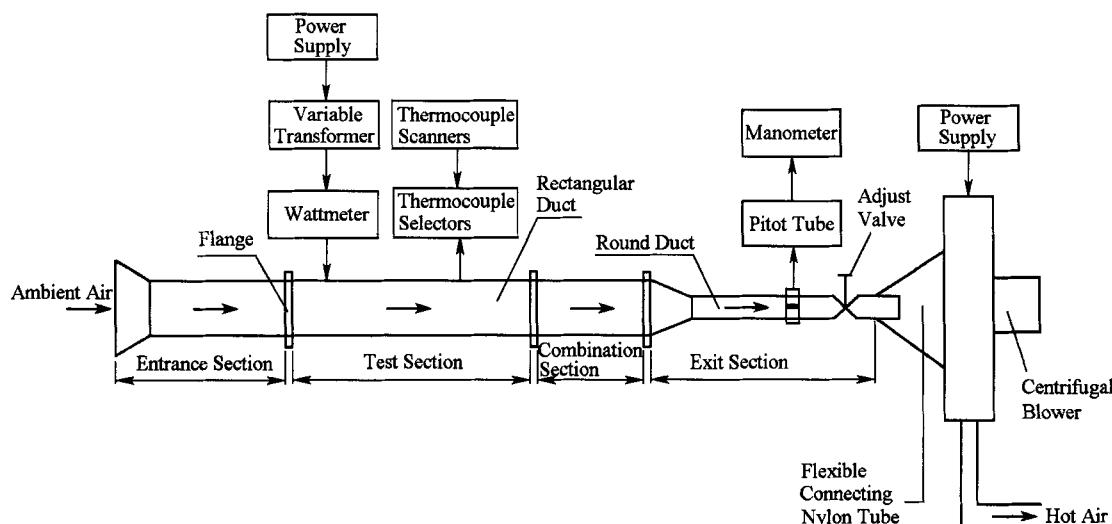 Power
Supply
Variable
Transformer
Wattmeter
Thermocouple
Scanners
Thermocouple
Selectors
Rectangular
Duct
Flange
Manometer
Pitot Tube
Round Duct
Power
Supply
Adjust
Valve
Ambient Air
Entrance Section
Test Section
Combination
Section
Exit Section
Centrifugal
Blower
Flexible
Connecting
Nylon Tube
Hot Air